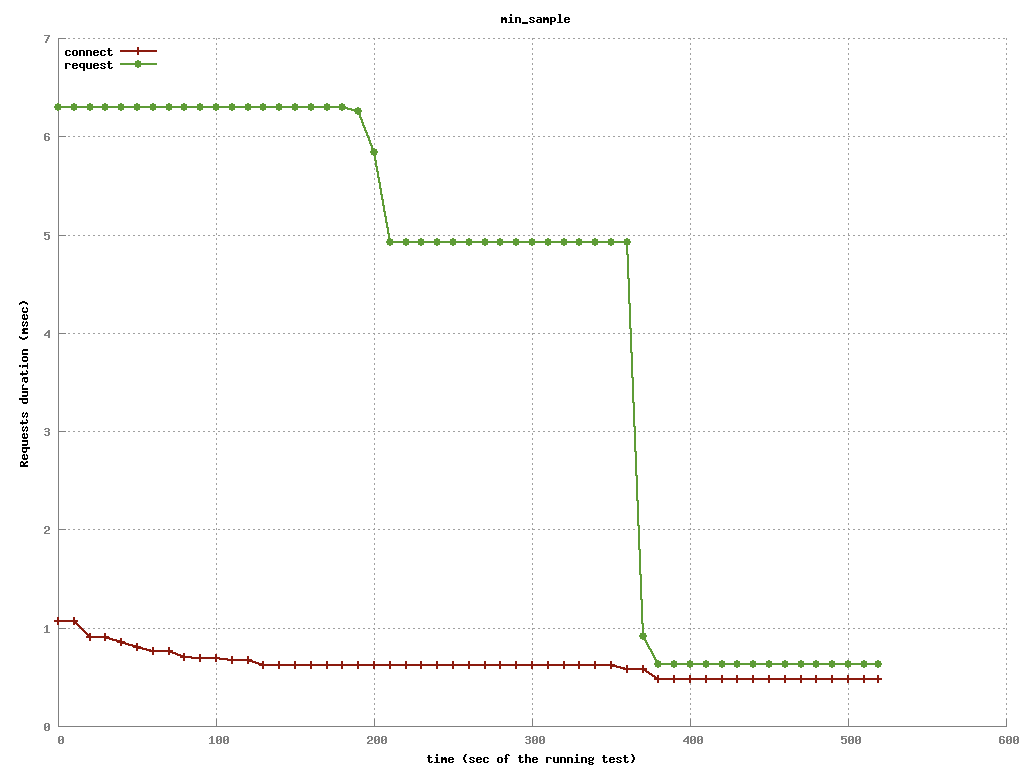 min_sample
connect
request
7
6
5
4
3
2
1
0
Requests duration (msec)
0 100 200 300 400 500 600
time (sec of the running test)